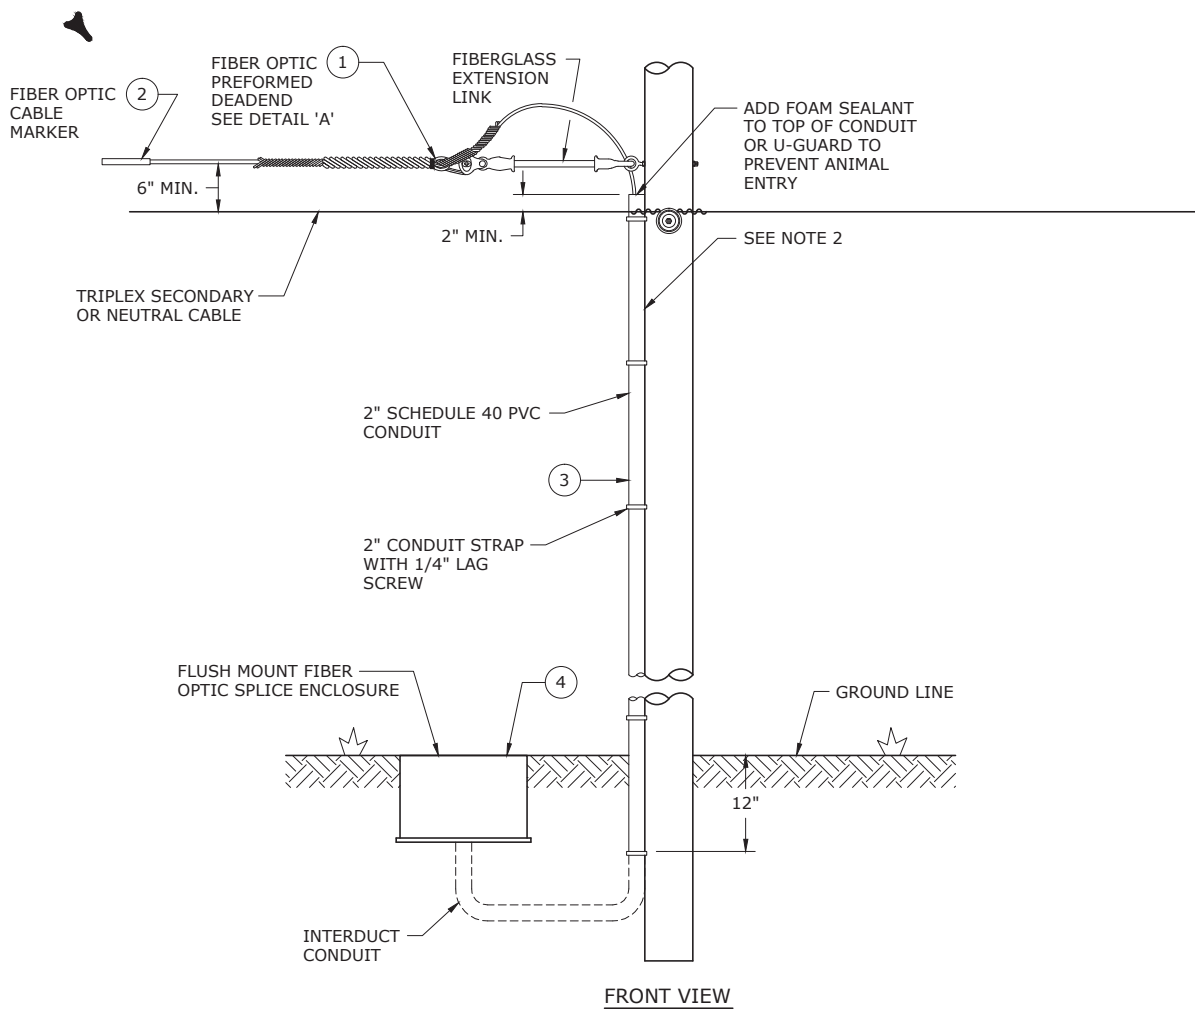 FIBER OPTIC
CABLE
MARKER
2
FIBER OPTIC
PREFORMED
DEADEND
SEE DETAIL 'A'
1
FIBERGLASS
EXTENSION
LINK
ADD FOAM SEALANT
TO TOP OF CONDUIT
OR U-GUARD TO
PREVENT ANIMAL
ENTRY
6" MIN.
2" MIN.
SEE NOTE 2
TRIPLEX SECONDARY
OR NEUTRAL CABLE
2" SCHEDULE 40 PVC
CONDUIT
3
2" CONDUIT STRAP
WITH 1/4" LAG
SCREW
FLUSH MOUNT FIBER
OPTIC SPLICE ENCLOSURE
4
GROUND LINE
12"
INTERDUCT
CONDUIT
FRONT VIEW